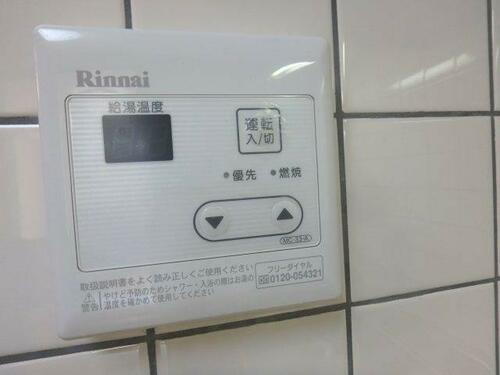 Rinnai
給湯温度
運転
入/切
優先
燃焼
MC-33-A
取扱説明書をよく読み正しくご使用ください
フリーダイヤル
0120-054321
警告
やけど予防のためシャワー・入浴の際はお湯の
温度を確かめて使用してください